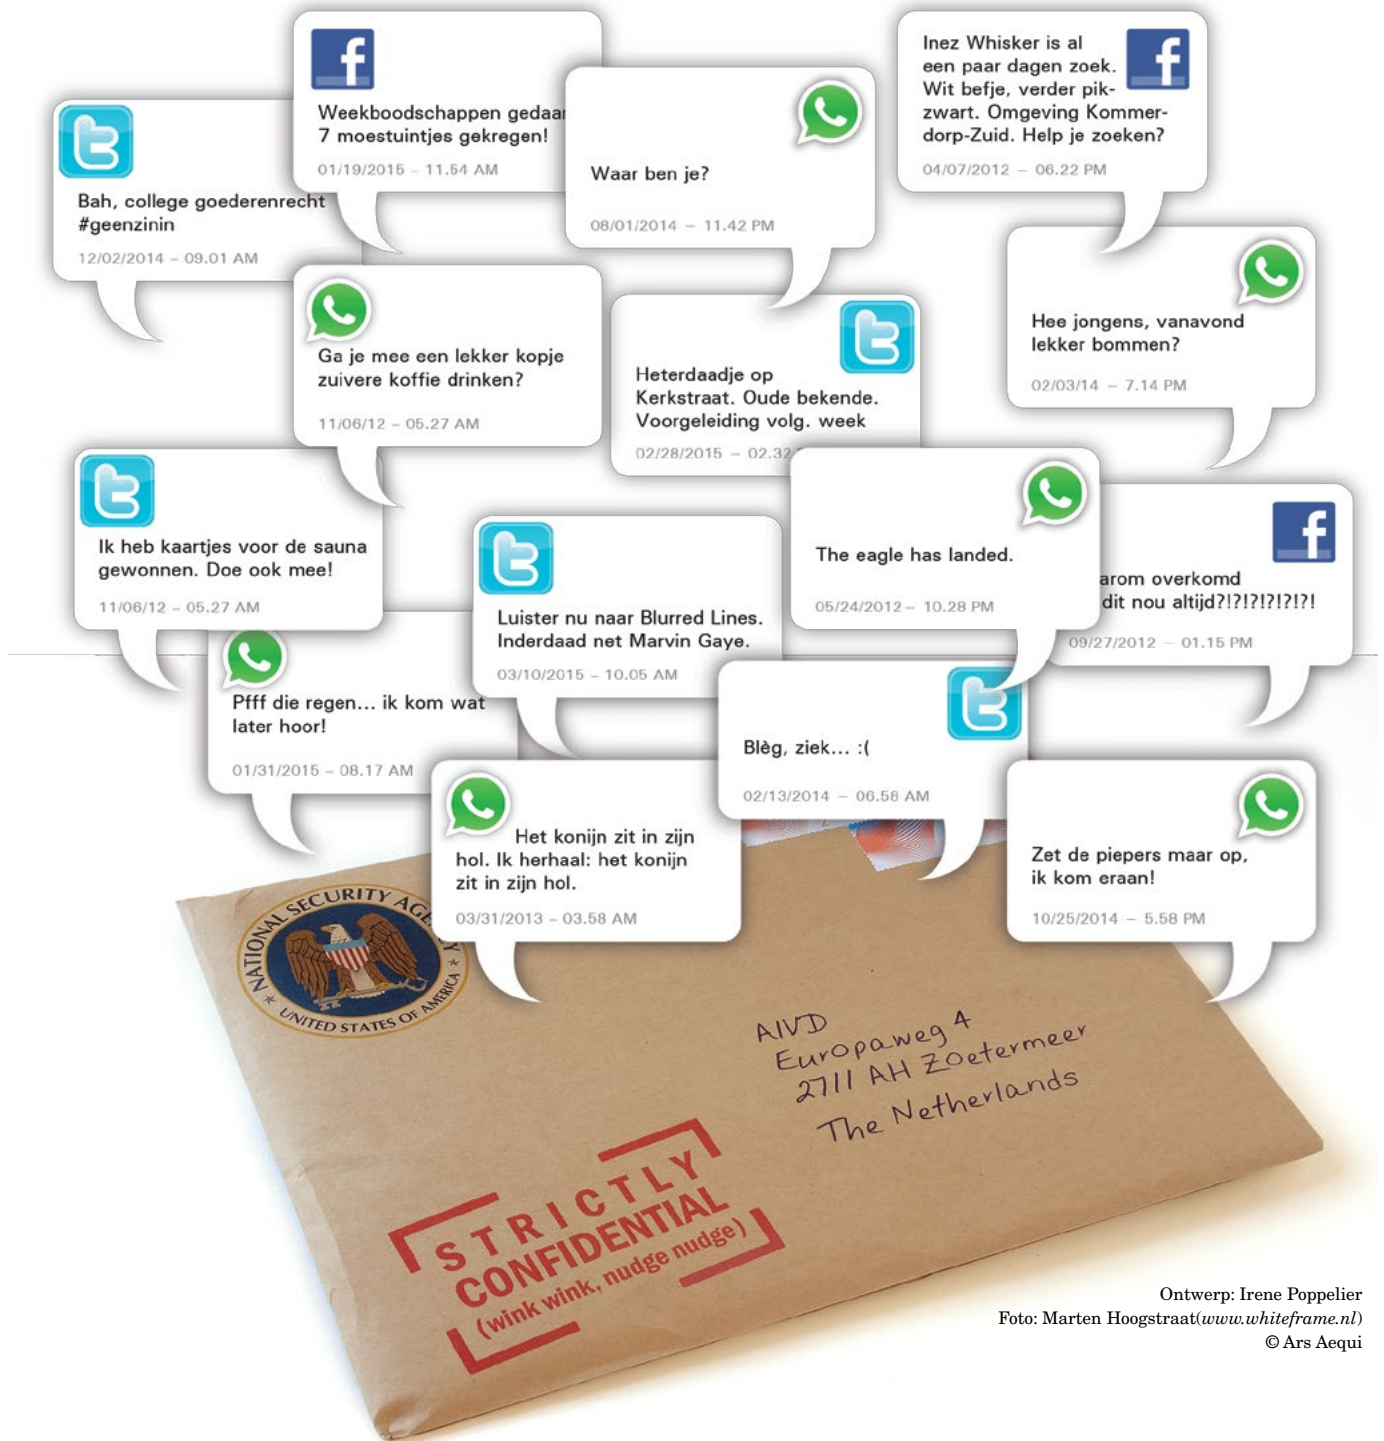 Inez Whisker is al
een paar dagen zoek.
Wit befje, verder pik-
zwart. Omgeving Kommer-
dorp-Zuid. Help je zoeken?
04/07/2012 – 06.22 PM
Weekboodschappen
7 moestuintjes gekregen!
01/19/2015 – 11.54 AM
Waar ben je?
08/01/2014 – 11.42 PM
Bah, college goederenrecht
#geenzinin
12/02/2014 – 09.01 AM
Hee jongens, vanavond
lekker bommen?
02/03/14 – 7.14 PM
Ga je mee een lekker kopje
zuivere koffie drinken?
11/06/12 – 05.27 AM
Heterdaadje op
Kerkstraat. Oude bekende.
Voorgeleiding volg. week
02/28/2015 – 02.32
Ik heb kaartjes voor de sauna
gewonnen. Doe ook mee!
11/06/12 – 05.27 AM
The eagle has landed.
05/24/2012 – 10.28 PM
overkomd
dit nou altijd?!?!?!?!?!?!
09/27/2012 – 01.15 PM
Luister nu naar Blurred Lines.
Inderdaad net Marvin Gaye.
03/10/2015 – 10.05 AM
Pfff die regen... ik kom wat
later hoor!
01/31/2015 – 08.17 AM
Blèg, ziek... :(
02/13/2014 – 06.58 AM
Het konijn zit in zijn
hol. Ik herhaal: het konijn
zit in zijn hol.
03/31/2013 – 03.58 AM
Zet de piepers maar op,
ik kom eraan!
10/25/2014 – 5.58 PM
NATIONAL SECURITY AGENCY
UNITED STATES OF AMERICA
AIVD
Europaweg 4
2711 AH Zoetermeer
The Netherlands
STRICTLY
CONFIDENTIAL
(wink wink, nudge nudge)
Ontwerp: Irene Poppelier
Foto: Marten Hoogstraat(www.whiteframe.nl)
© Ars Aequi